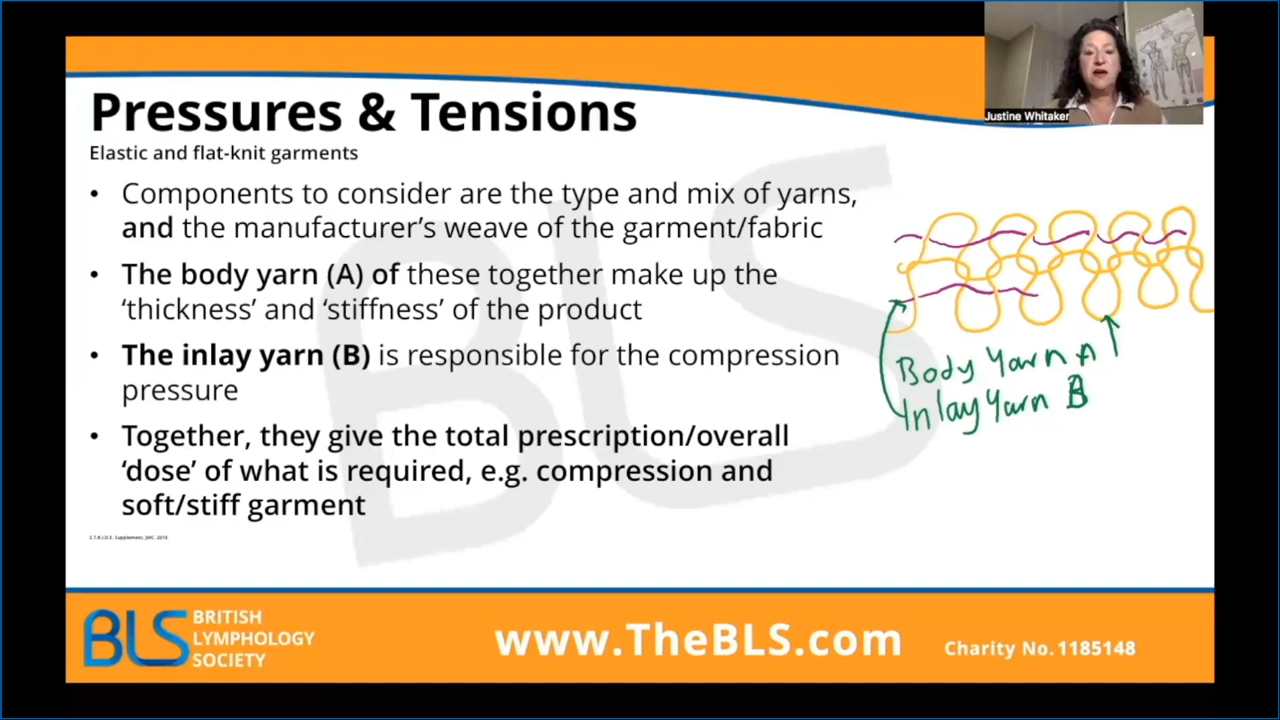 Justine Whitaker
Pressures & Tensions
Elastic and flat-knit garments
• Components to consider are the type and mix of yarns,
and the manufacturer's weave of the garment/fabric
• The body yarn (A) of these together make up the
'thickness' and 'stiffness' of the product
• The inlay yarn (B) is responsible for the compression
pressure
• Together, they give the total prescription/overall
'dose' of what is required, e.g. compression and
soft/stiff garment
Body Yarn A
Inlay Yarn B
S.T.R.I.D.E. Supplement, JWC, 2019.
BLS
BLS
BRITISH
LYMPHOLOGY
SOCIETY
www.TheBLS.com
Charity No. 1185148